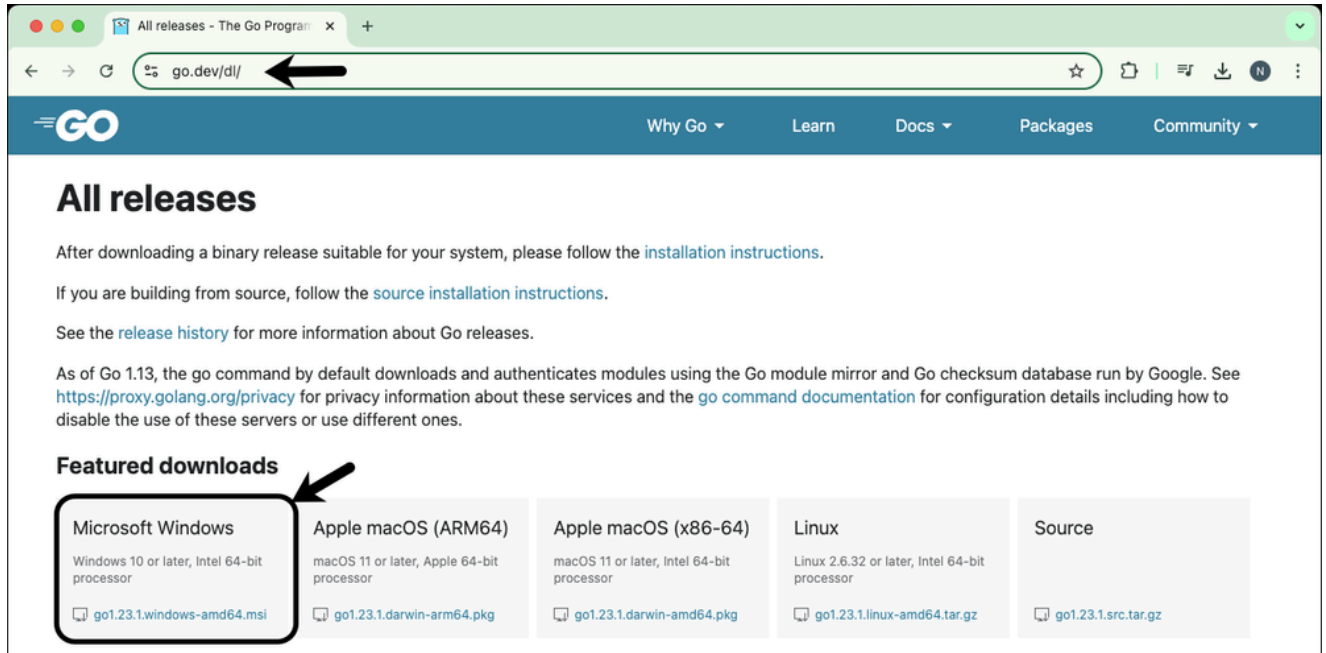 All releases - The Go Program
go.dev/dl/
N
GO
Why Go
Learn
Docs
Packages
Community
All releases
After downloading a binary release suitable for your system, please follow the installation instructions.
If you are building from source, follow the source installation instructions.
See the release history for more information about Go releases.
As of Go 1.13, the go command by default downloads and authenticates modules using the Go module mirror and Go checksum database run by Google. See
https://proxy.golang.org/privacy for privacy information about these services and the go command documentation for configuration details including how to
disable the use of these servers or use different ones.
Featured downloads
Microsoft Windows
Windows 10 or later, Intel 64-bit
processor
go1.23.1.windows-amd64.msi
Apple macOS (ARM64)
macOS 11 or later, Apple 64-bit
processor
go1.23.1.darwin-arm64.pkg
Apple macOS (x86-64)
macOS 11 or later, Intel 64-bit
processor
go1.23.1.darwin-amd64.pkg
Linux
Linux 2.6.32 or later, Intel 64-bit
processor
go1.23.1.linux-amd64.tar.gz
Source
go1.23.1.src.tar.gz